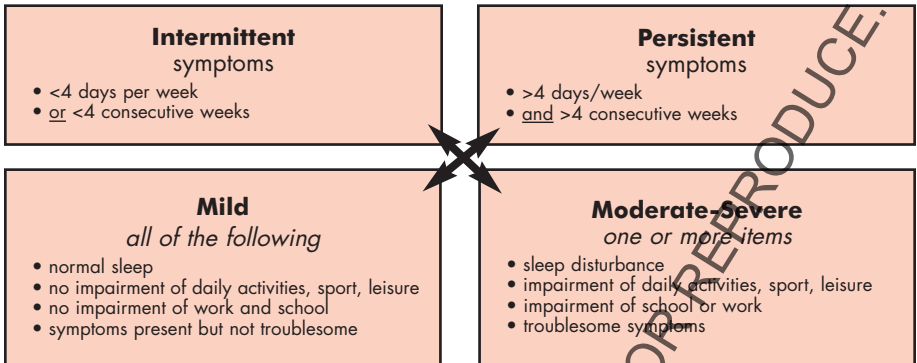 Intermittent
symptoms
• <4 days per week
• or <4 consecutive weeks
Persistent
symptoms
• >4 days/week
• and >4 consecutive weeks
Mild
all of the following
• normal sleep
• no impairment of daily activities, sport, leisure
• no impairment of work and school
• symptoms present but not troublesome
Moderate-Severe
one or more items
• sleep disturbance
• impairment of daily activities, sport, leisure
• impairment of school or work
• troublesome symptoms
OR REPRODUCE.